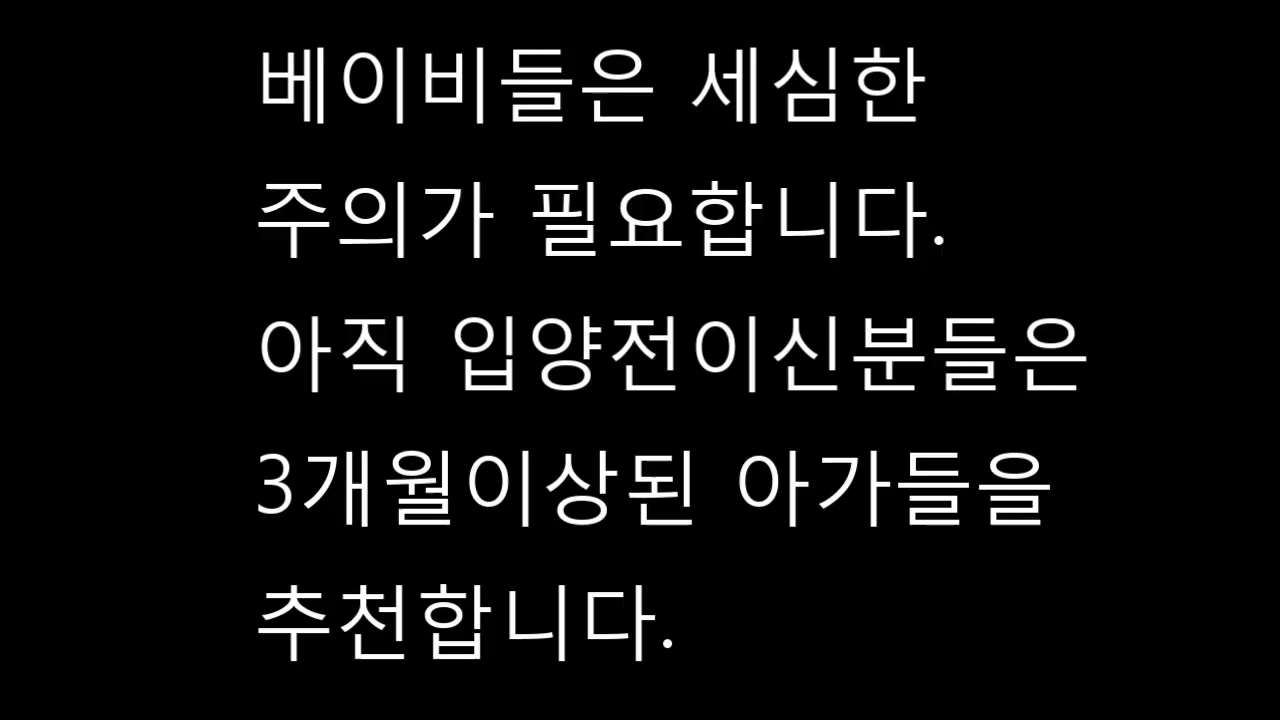 베이비들은 세심한
주의가 필요합니다.
아직 입양전이신분들은
3개월이상된 아가들을
추천합니다.